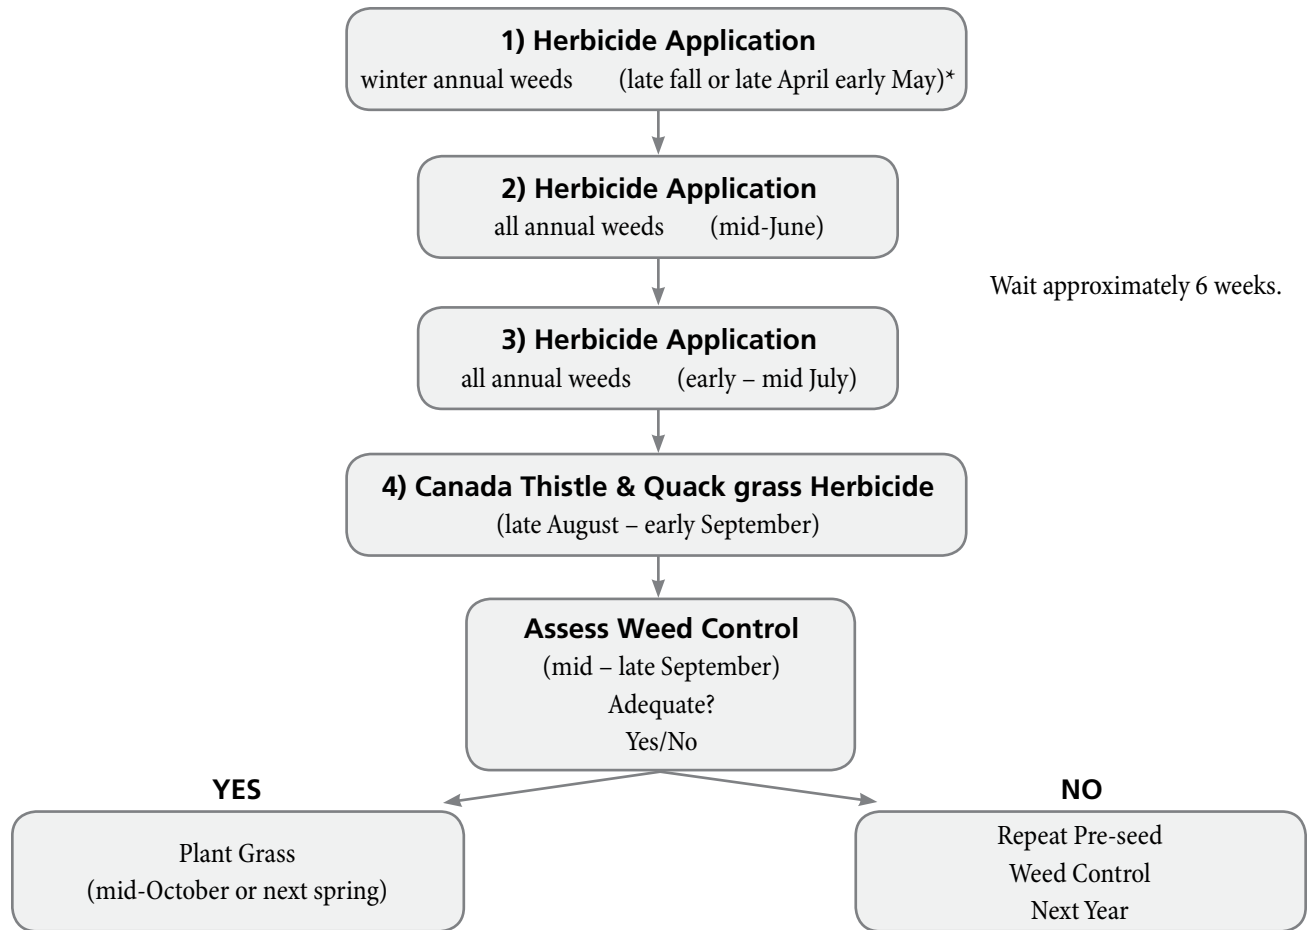 1) Herbicide Application
winter annual weeds (late fall or late April early May)*
2) Herbicide Application
all annual weeds (mid-June)
Wait approximately 6 weeks.
3) Herbicide Application
all annual weeds (early – mid July)
4) Canada Thistle & Quack grass Herbicide
(late August – early September)
Assess Weed Control
(mid – late September)
Adequate?
Yes/No
YES
Plant Grass
(mid-October or next spring)
NO
Repeat Pre-seed
Weed Control
Next Year